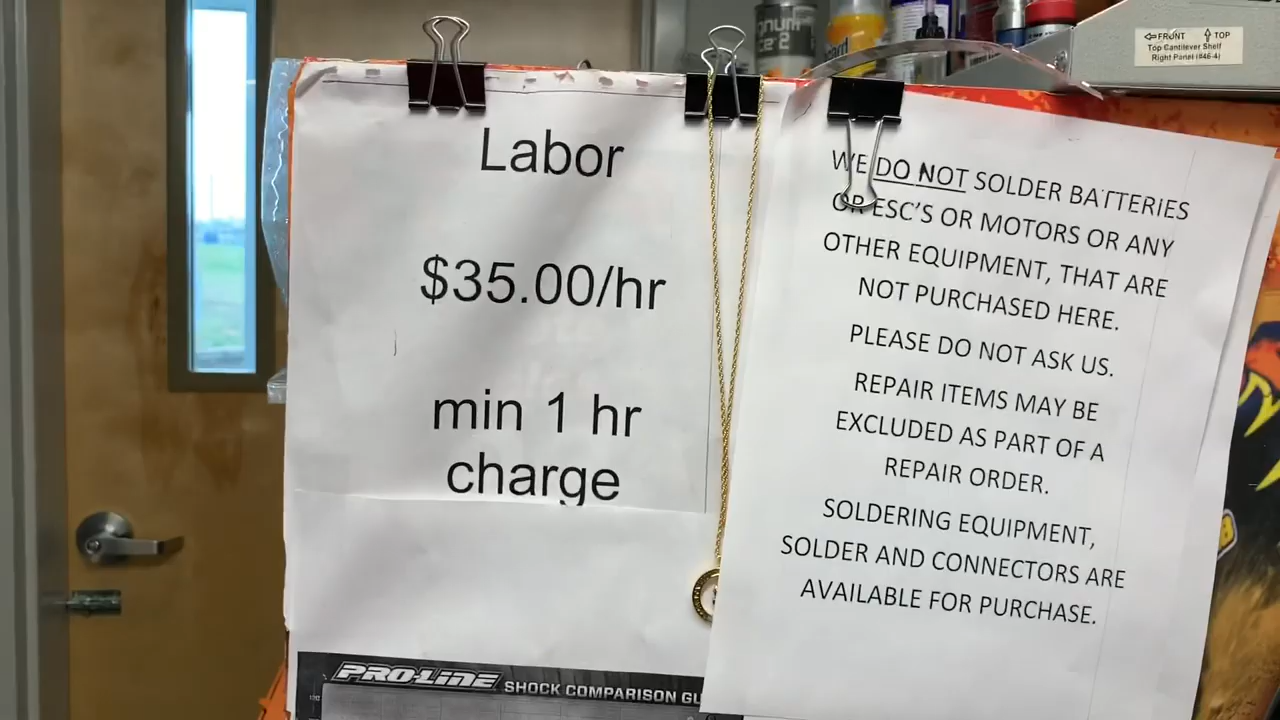 Labor
$35.00/hr
min 1 hr
charge
WE DO NOT SOLDER BATTERIES
OR ESC'S OR MOTORS OR ANY
OTHER EQUIPMENT, THAT ARE
NOT PURCHASED HERE.
PLEASE DO NOT ASK US.
REPAIR ITEMS MAY BE
EXCLUDED AS PART OF A
REPAIR ORDER.
SOLDERING EQUIPMENT,
SOLDER AND CONNECTORS ARE
AVAILABLE FOR PURCHASE.
←FRONT ↑TOP
Top Cantilever Shelf
Right Panel (#46-4)
PRO-LINE SHOCK COMPARISON